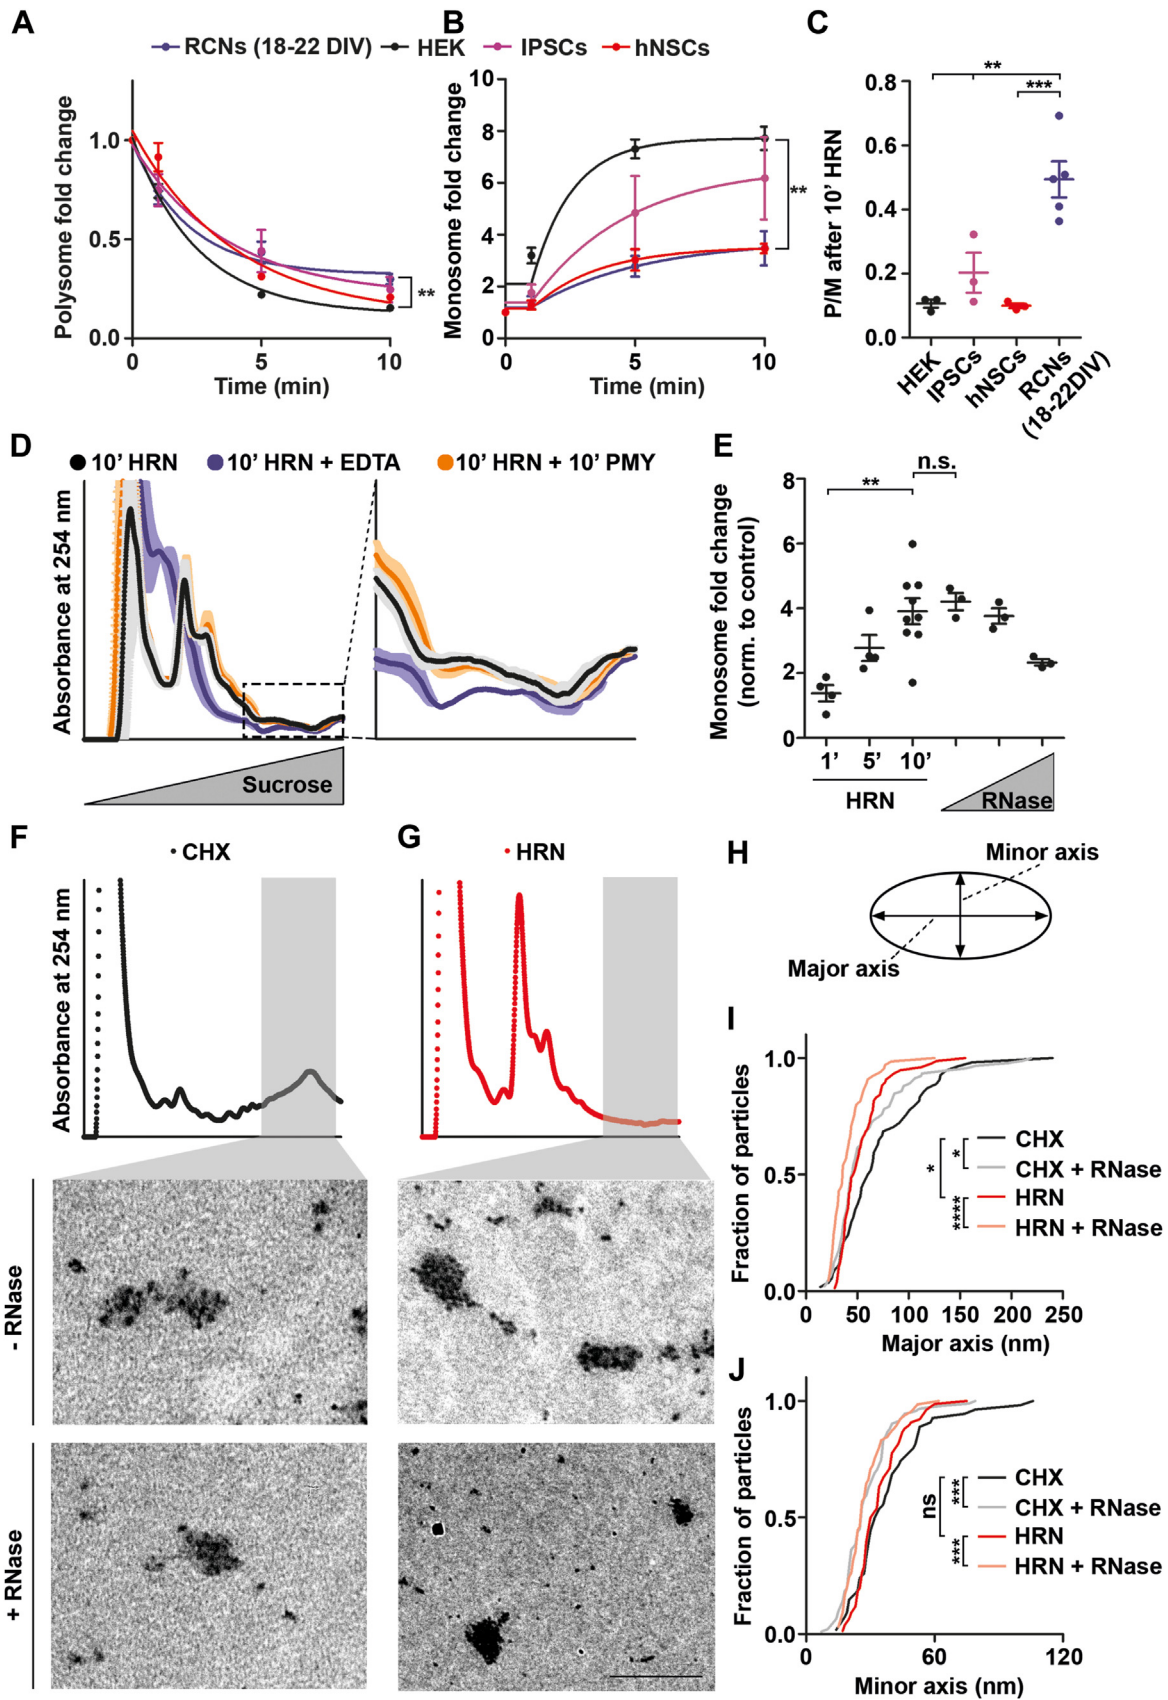 A
B
C
RCNs (18-22 DIV)
HEK
IPSCs
hNSCs
Polysome fold change
1.0
0.5
0.0
0
5
10
Time (min)
**
Monosome fold change
10
8
6
4
2
0
0
5
10
Time (min)
**
P/M after 10’ HRN
0.8
0.6
0.4
0.2
0.0
**
***
HEK
IPSCs
hNSCs
RCNs
(18-22DIV)
D
10’ HRN
10’ HRN + EDTA
10’ HRN + 10’ PMY
Absorbance at 254 nm
Sucrose
E
Monosome fold change
(norm. to control)
8
6
4
2
0
**
n.s.
1’
5’
10’
HRN
RNase
F
CHX
Absorbance at 254 nm
G
HRN
- RNase
+ RNase
H
Minor axis
Major axis
I
Fraction of particles
1.0
0.5
0.0
0
50
100
150
200
250
Major axis (nm)
*
*
****
CHX
CHX + RNase
HRN
HRN + RNase
J
Fraction of particles
1.0
0.5
0.0
0
60
120
Minor axis (nm)
ns
***
***
CHX
CHX + RNase
HRN
HRN + RNase